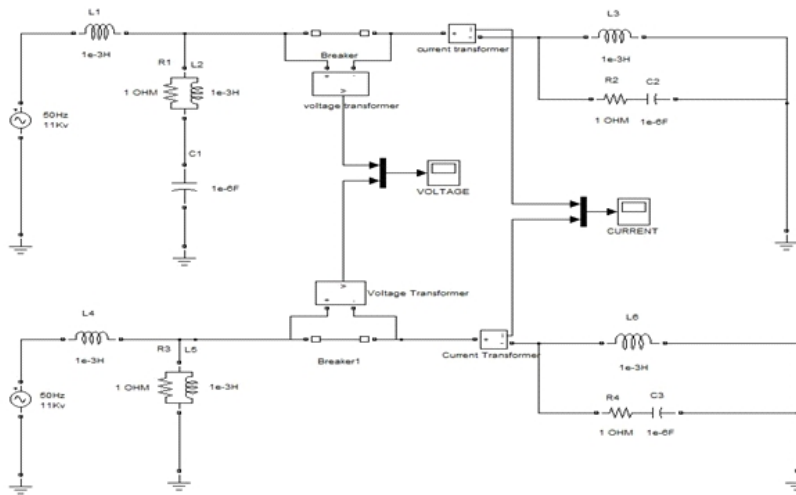 L1
1e-3H
R1
L2
1 OHM
1e-3H
C1
1e-6F
50Hz
11Kv
Breaker
voltage transformer
current transformer
L3
1e-3H
R2
C2
1 OHM
1e-6F
VOLTAGE
CURRENT
Voltage Transformer
L4
1e-3H
R3
L5
1 OHM
1e-3H
50Hz
11Kv
Breaker1
Current Transformer
L6
1e-3H
R4
C3
1 OHM
1e-6F